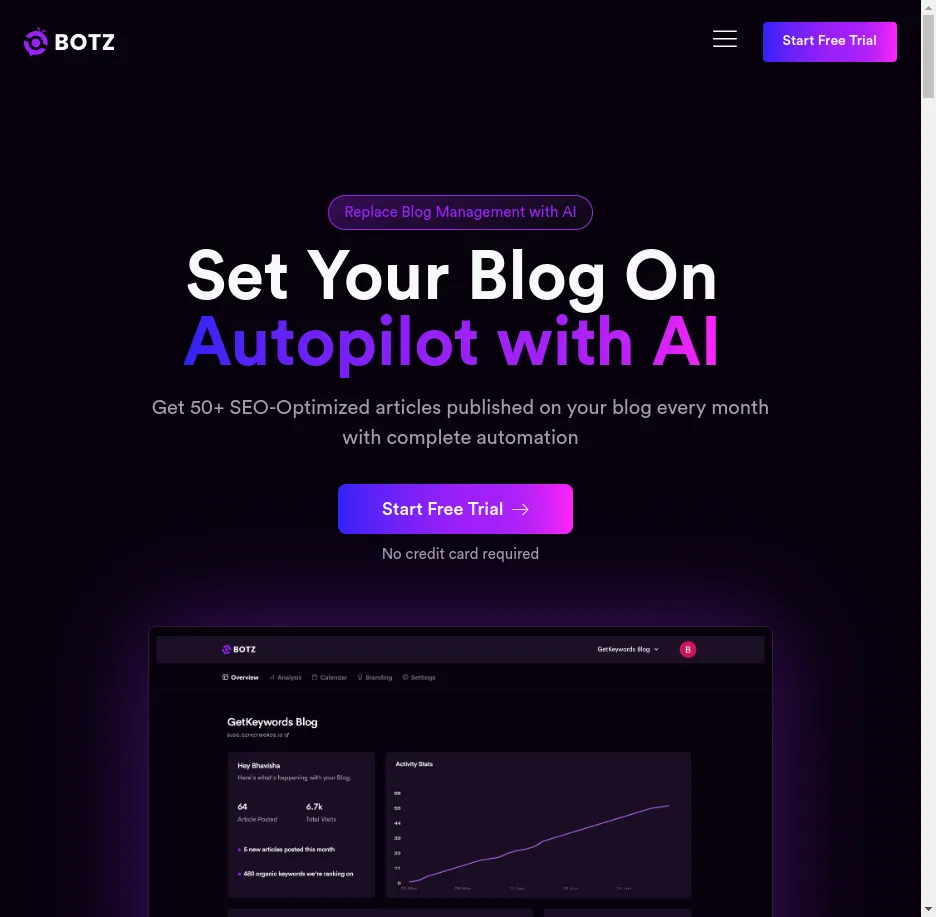 BOTZ
Start Free Trial
Replace Blog Management with AI
Set Your Blog On
Autopilot with AI
Get 50+ SEO-Optimized articles published on your blog every month
with complete automation
Start Free Trial →
No credit card required
BOTZ
GetKeywords Blog
B
Overview
Analysis
Calendar
Branding
Settings
GetKeywords Blog
BLOG.GETKEYWORDS.IO
Hey Bhavisha
Here's what's happening with your Blog.
64
6.7k
Article Posted
Total Visits
5 new articles posted this month
480 organic keywords we're ranking on
Activity Stats
66
55
44
33
22
11
0